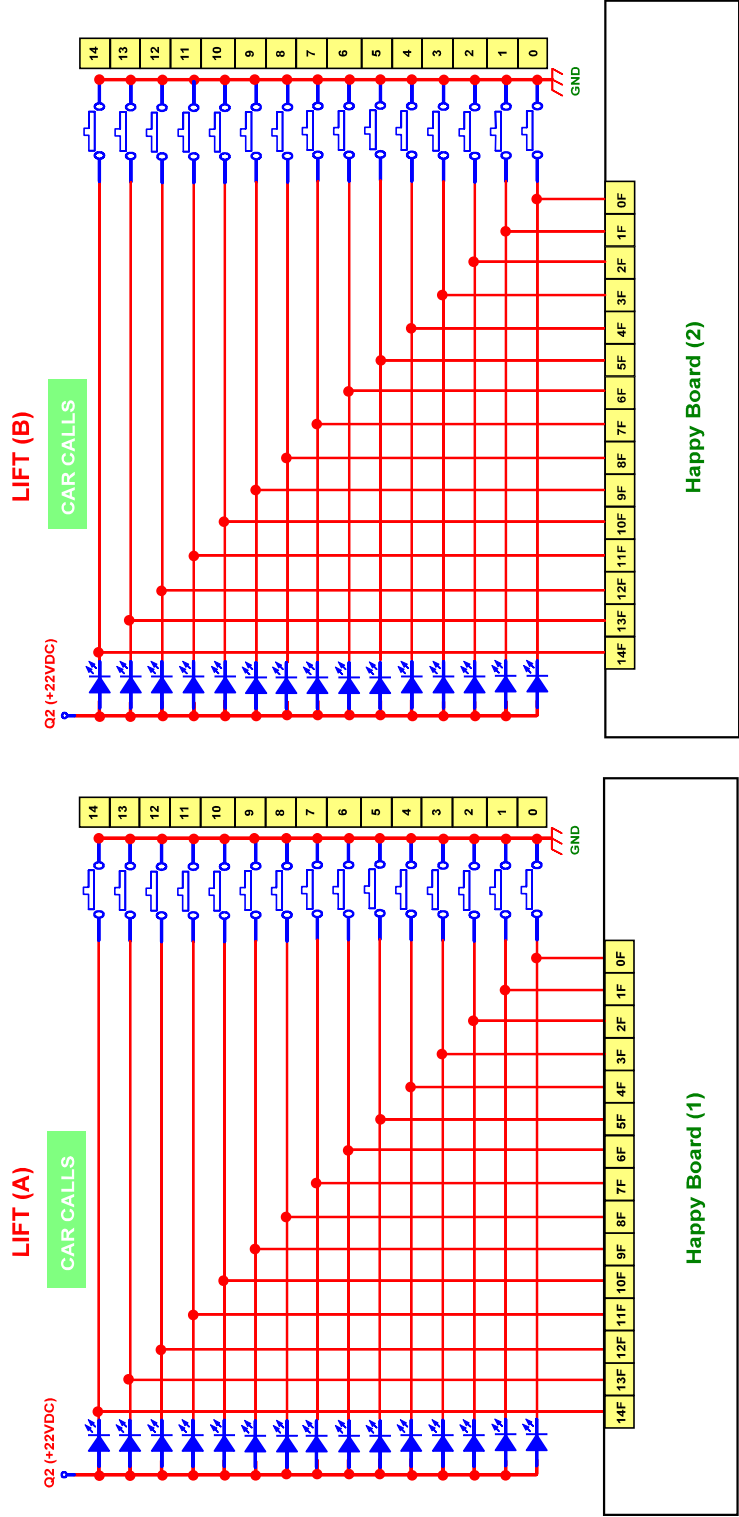 LIFT (A)
CAR CALLS
Q2 (+22VDC)
14
13
12
11
10
9
8
7
6
5
4
3
2
1
0
GND
14F 13F 12F 11F 10F 9F 8F 7F 6F 5F 4F 3F 2F 1F 0F
Happy Board (1)
LIFT (B)
CAR CALLS
Q2 (+22VDC)
14
13
12
11
10
9
8
7
6
5
4
3
2
1
0
GND
14F 13F 12F 11F 10F 9F 8F 7F 6F 5F 4F 3F 2F 1F 0F
Happy Board (2)